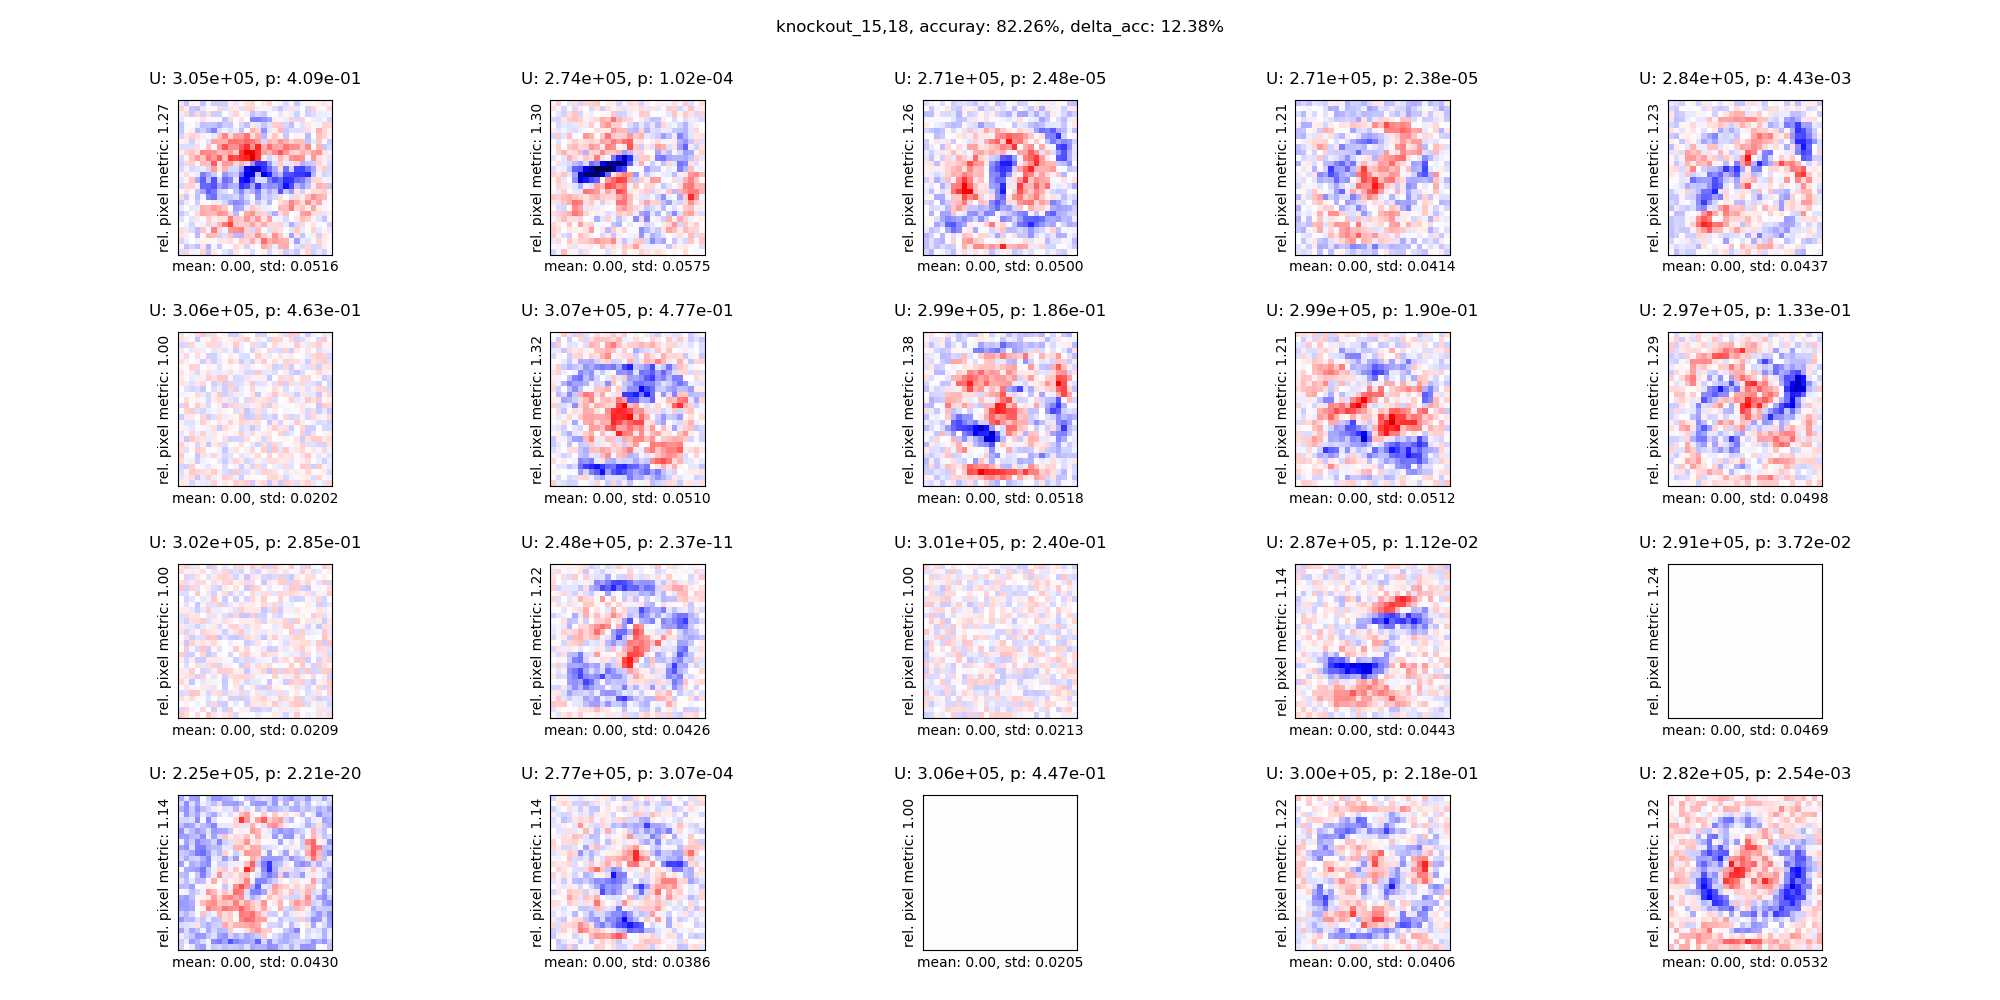 knockout_15,18, accuray: 82.26%, delta_acc: 12.38%
U: 3.05e+05, p: 4.09e-01
rel. pixel metric: 1.27
mean: 0.00, std: 0.0516
U: 2.74e+05, p: 1.02e-04
rel. pixel metric: 1.30
mean: 0.00, std: 0.0575
U: 2.71e+05, p: 2.48e-05
rel. pixel metric: 1.26
mean: 0.00, std: 0.0500
U: 2.71e+05, p: 2.38e-05
rel. pixel metric: 1.21
mean: 0.00, std: 0.0414
U: 2.84e+05, p: 4.43e-03
rel. pixel metric: 1.23
mean: 0.00, std: 0.0437
U: 3.06e+05, p: 4.63e-01
rel. pixel metric: 1.00
mean: 0.00, std: 0.0202
U: 3.07e+05, p: 4.77e-01
rel. pixel metric: 1.32
mean: 0.00, std: 0.0510
U: 2.99e+05, p: 1.86e-01
rel. pixel metric: 1.38
mean: 0.00, std: 0.0518
U: 2.99e+05, p: 1.90e-01
rel. pixel metric: 1.21
mean: 0.00, std: 0.0512
U: 2.97e+05, p: 1.33e-01
rel. pixel metric: 1.29
mean: 0.00, std: 0.0498
U: 3.02e+05, p: 2.85e-01
rel. pixel metric: 1.00
mean: 0.00, std: 0.0209
U: 2.48e+05, p: 2.37e-11
rel. pixel metric: 1.22
mean: 0.00, std: 0.0426
U: 3.01e+05, p: 2.40e-01
rel. pixel metric: 1.00
mean: 0.00, std: 0.0213
U: 2.87e+05, p: 1.12e-02
rel. pixel metric: 1.14
mean: 0.00, std: 0.0443
U: 2.91e+05, p: 3.72e-02
rel. pixel metric: 1.24
mean: 0.00, std: 0.0469
U: 2.25e+05, p: 2.21e-20
rel. pixel metric: 1.14
mean: 0.00, std: 0.0430
U: 2.77e+05, p: 3.07e-04
rel. pixel metric: 1.14
mean: 0.00, std: 0.0386
U: 3.06e+05, p: 4.47e-01
rel. pixel metric: 1.00
mean: 0.00, std: 0.0205
U: 3.00e+05, p: 2.18e-01
rel. pixel metric: 1.22
mean: 0.00, std: 0.0406
U: 2.82e+05, p: 2.54e-03
rel. pixel metric: 1.22
mean: 0.00, std: 0.0532